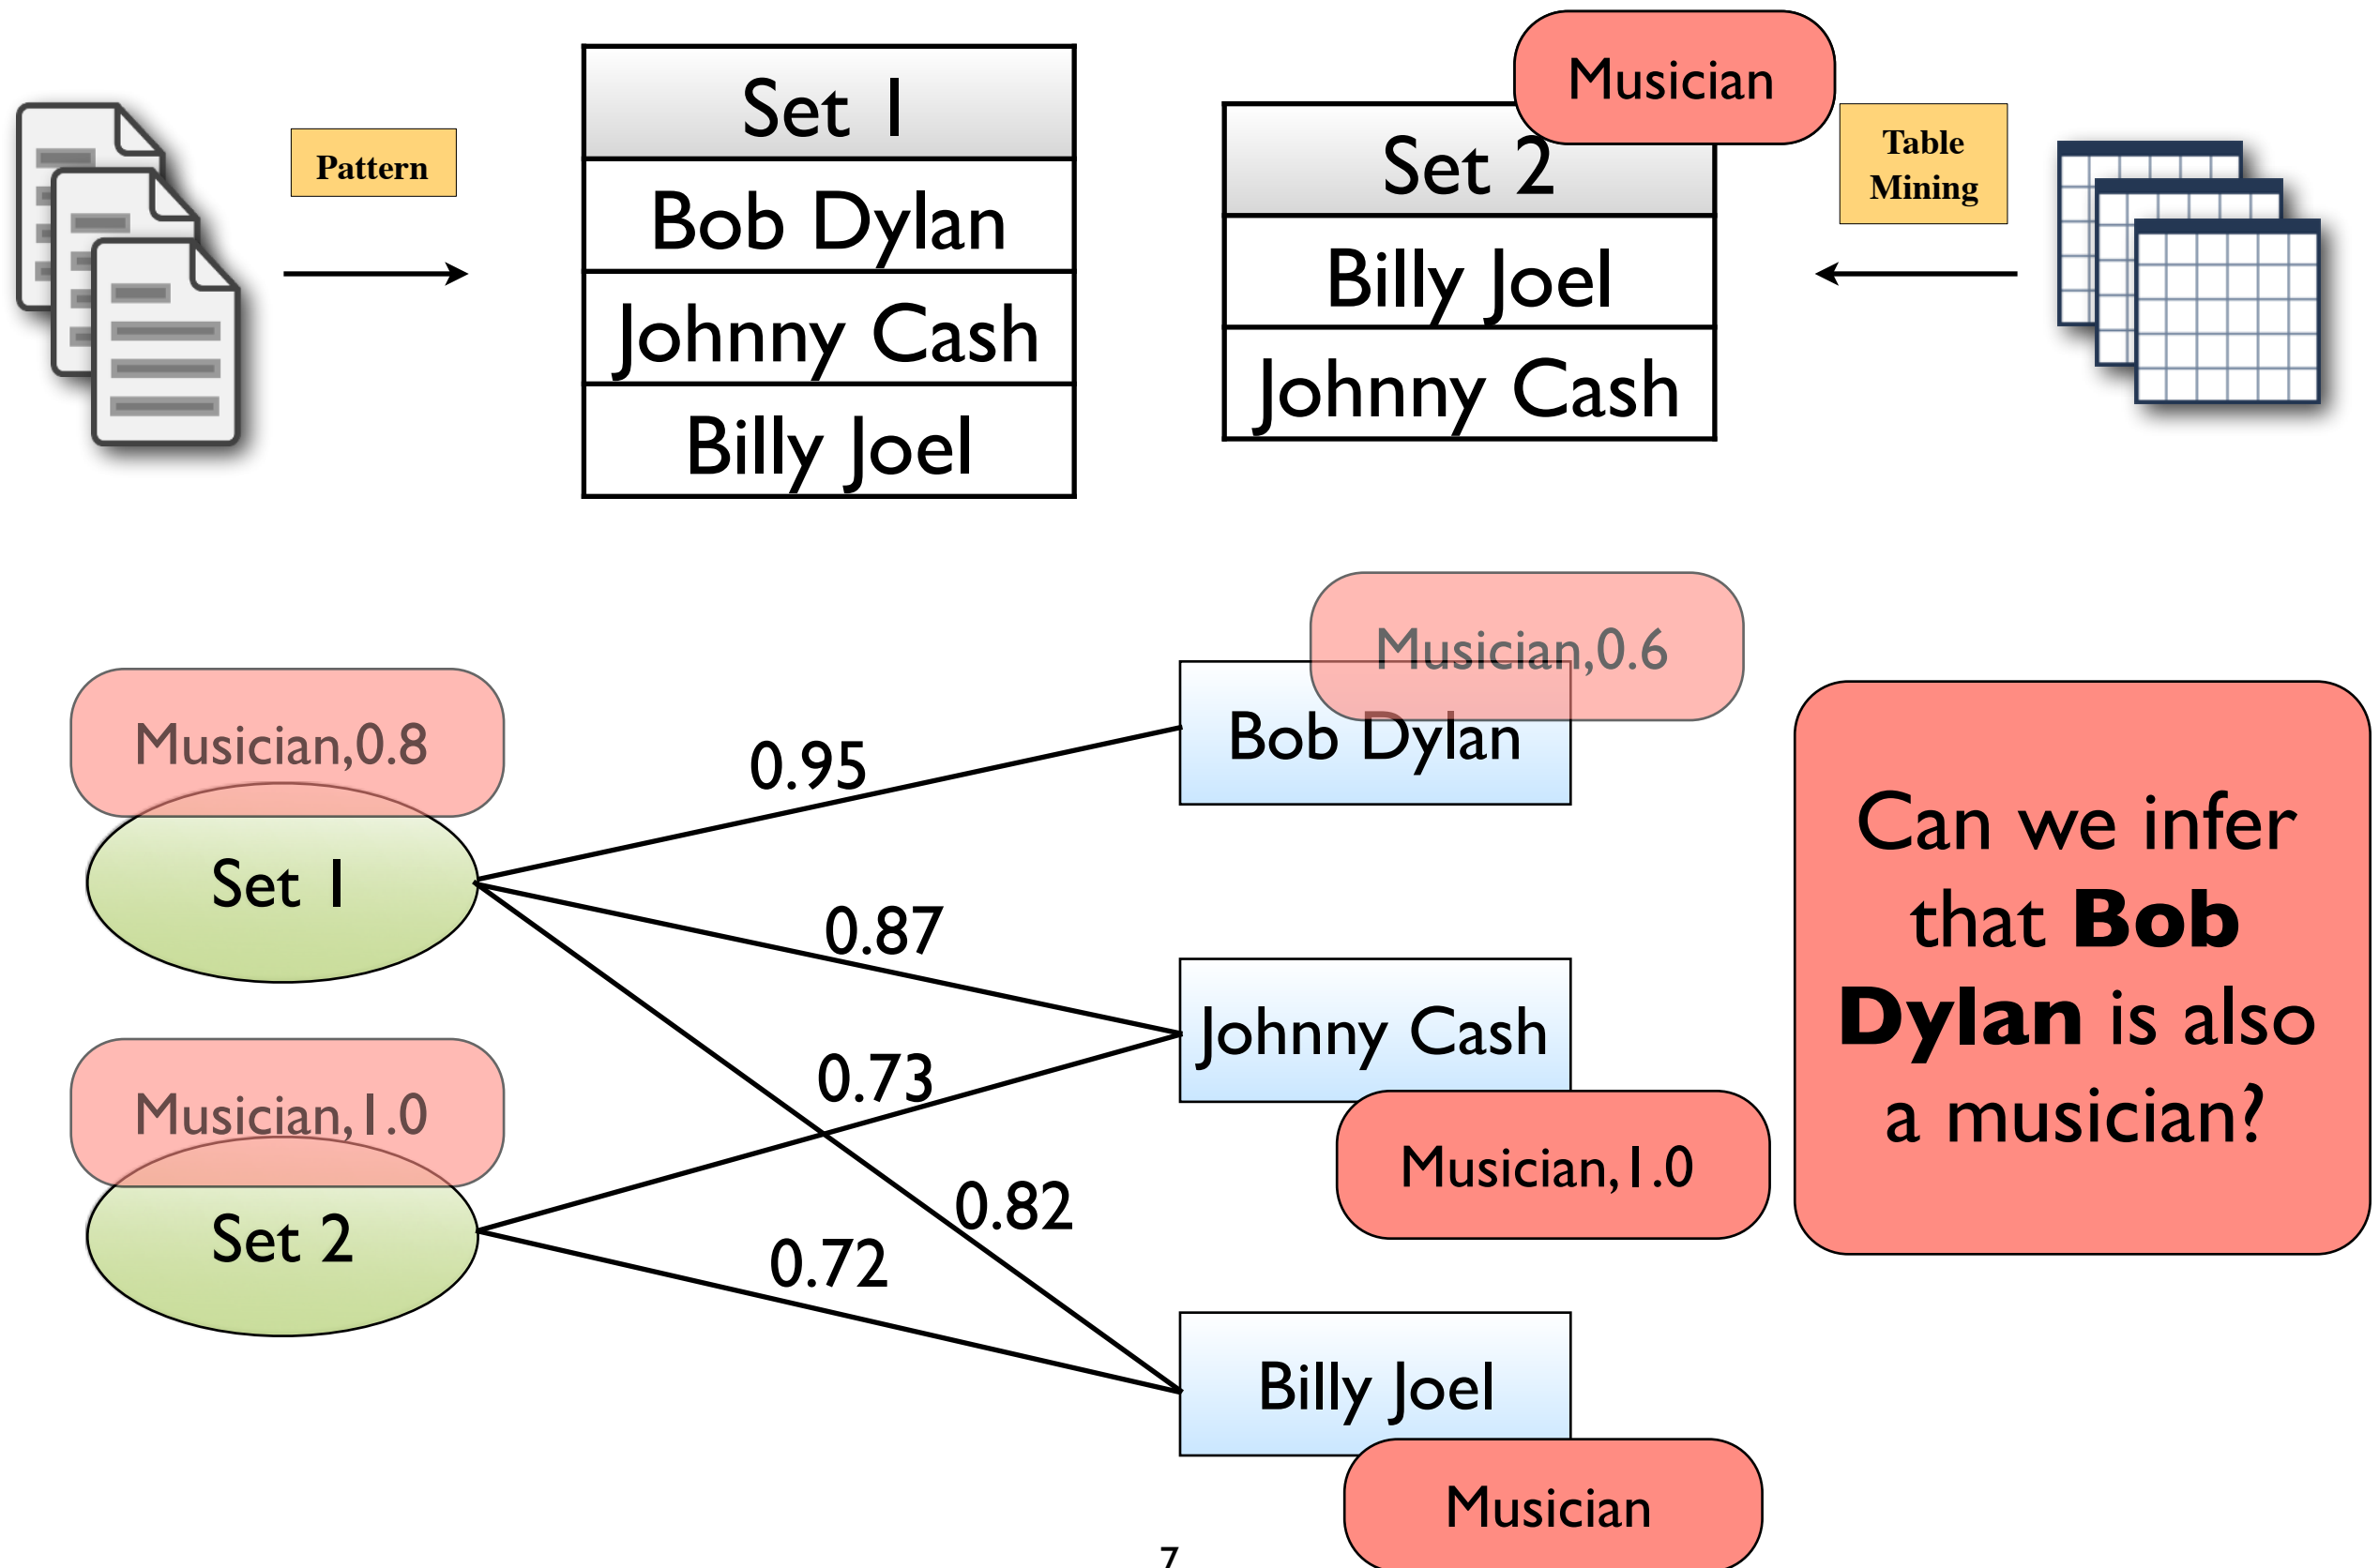 Musician
Pattern
Set 1
Bob Dylan
Johnny Cash
Billy Joel
Set 2
Billy Joel
Johnny Cash
Table
Mining
Musician,0.6
Bob Dylan
Musician,0.8
Set 1
0.95
0.87
Johnny Cash
Musician,1.0
Musician,1.0
Set 2
0.73
0.82
0.72
Billy Joel
Musician
Can we infer
that Bob
Dylan is also
a musician?
7